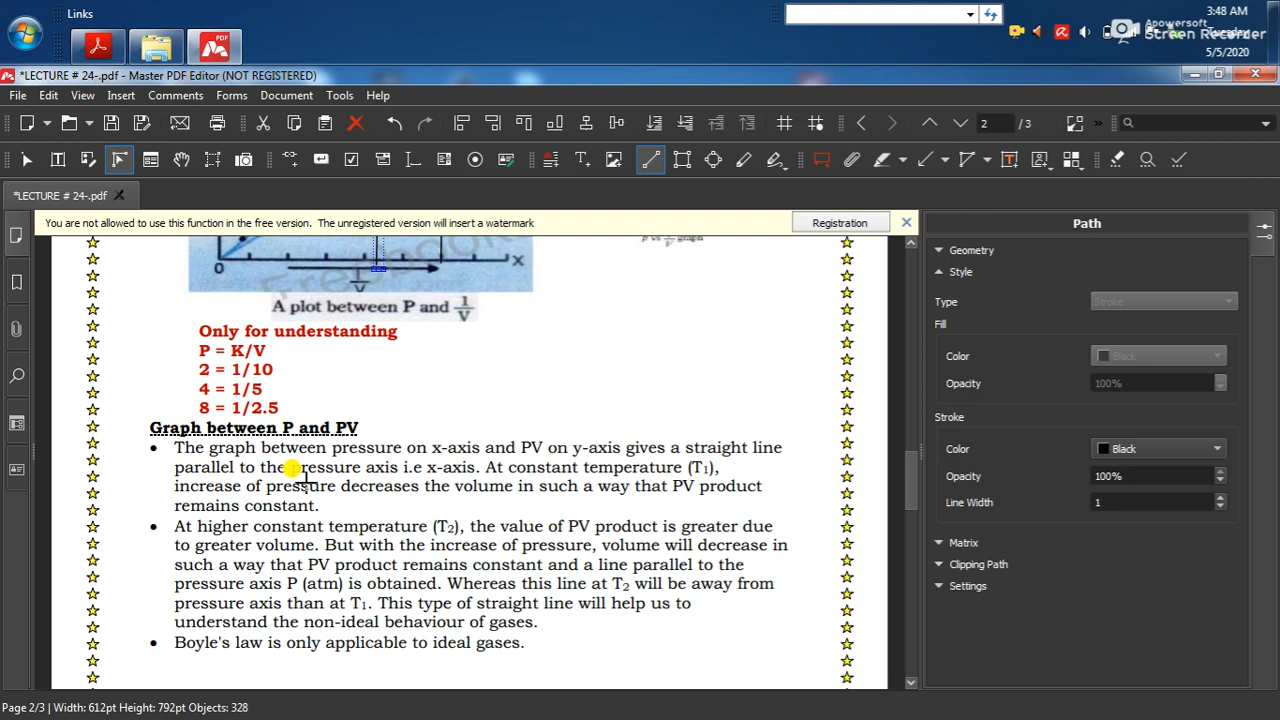 Links
3:48 AM
Tuesday
5/5/2020
Apowersoft
Screen Recorder
*LECTURE # 24-.pdf - Master PDF Editor (NOT REGISTERED)
File Edit View Insert Comments Forms Document Tools Help
2 / 3
*LECTURE # 24-.pdf
You are not allowed to use this function in the free version. The unregistered version will insert a watermark
Registration
Path
Geometry
Style
Type Stroke
Fill
Color Black
Opacity 100%
Stroke
Color Black
Opacity 100%
Line Width 1
Matrix
Clipping Path
Settings
0
x
1/V
A plot between P and 1/V
Only for understanding
P = K/V
2 = 1/10
4 = 1/5
8 = 1/2.5
Graph between P and PV
• The graph between pressure on x-axis and PV on y-axis gives a straight line
parallel to the pressure axis i.e x-axis. At constant temperature (T₁),
increase of pressure decreases the volume in such a way that PV product
remains constant.
• At higher constant temperature (T₂), the value of PV product is greater due
to greater volume. But with the increase of pressure, volume will decrease in
such a way that PV product remains constant and a line parallel to the
pressure axis P (atm) is obtained. Whereas this line at T₂ will be away from
pressure axis than at T₁. This type of straight line will help us to
understand the non-ideal behaviour of gases.
• Boyle's law is only applicable to ideal gases.
Page 2/3 | Width: 612pt Height: 792pt Objects: 328